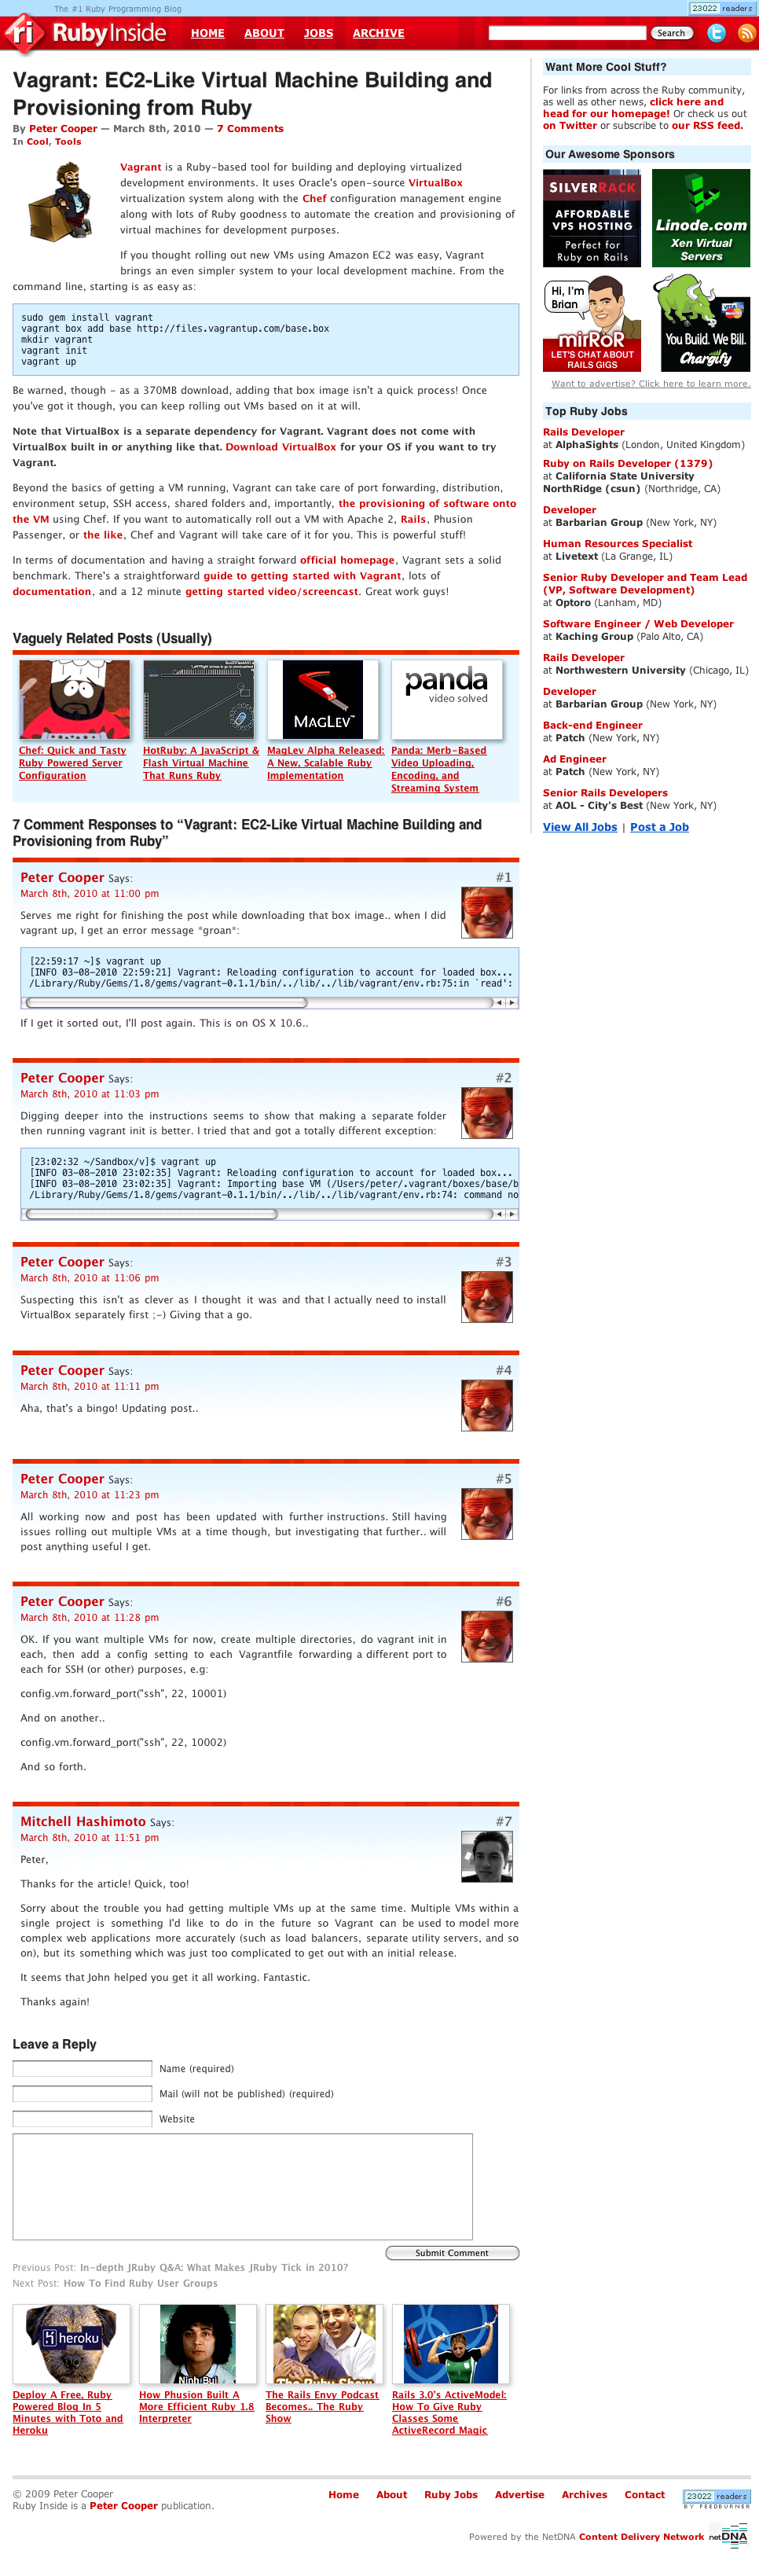 The #1 Ruby Programming Blog
23022 readers
ri RubyInside
HOME ABOUT JOBS ARCHIVE
Search
Vagrant: EC2-Like Virtual Machine Building and
Provisioning from Ruby
By Peter Cooper — March 8th, 2010 — 7 Comments
In Cool, Tools
Vagrant is a Ruby-based tool for building and deploying virtualized
development environments. It uses Oracle's open-source VirtualBox
virtualization system along with the Chef configuration management engine
along with lots of Ruby goodness to automate the creation and provisioning of
virtual machines for development purposes.
If you thought rolling out new VMs using Amazon EC2 was easy, Vagrant
brings an even simpler system to your local development machine. From the
command line, starting is as easy as:
sudo gem install vagrant
vagrant box add base http://files.vagrantup.com/base.box
mkdir vagrant
vagrant init
vagrant up
Be warned, though - as a 370MB download, adding that box image isn't a quick process! Once
you've got it though, you can keep rolling out VMs based on it at will.
Note that VirtualBox is a separate dependency for Vagrant. Vagrant does not come with
VirtualBox built in or anything like that. Download VirtualBox for your OS if you want to try
Vagrant.
Beyond the basics of getting a VM running, Vagrant can take care of port forwarding, distribution,
environment setup, SSH access, shared folders and, importantly, the provisioning of software onto
the VM using Chef. If you want to automatically roll out a VM with Apache 2, Rails, Phusion
Passenger, or the like, Chef and Vagrant will take care of it for you. This is powerful stuff!
In terms of documentation and having a straight forward official homepage, Vagrant sets a solid
benchmark. There's a straightforward guide to getting started with Vagrant, lots of
documentation, and a 12 minute getting started video/screencast. Great work guys!
Vaguely Related Posts (Usually)
MAGLEV
panda
video solved
Chef: Quick and Tasty
Ruby Powered Server
Configuration
HotRuby: A JavaScript &
Flash Virtual Machine
That Runs Ruby
MagLev Alpha Released:
A New, Scalable Ruby
Implementation
Panda: Merb-Based
Video Uploading,
Encoding, and
Streaming System
7 Comment Responses to “Vagrant: EC2-Like Virtual Machine Building and
Provisioning from Ruby”
Peter Cooper Says:
#1
March 8th, 2010 at 11:00 pm
Serves me right for finishing the post while downloading that box image.. when I did
vagrant up, I get an error message *groan*:
[22:59:17 ~]$ vagrant up
[INFO 03-08-2010 22:59:21] Vagrant: Reloading configuration to account for loaded box...
/Library/Ruby/Gems/1.8/gems/vagrant-0.1.1/bin/../lib/../lib/vagrant/env.rb:75:in `read':
If I get it sorted out, I'll post again. This is on OS X 10.6..
Peter Cooper Says:
#2
March 8th, 2010 at 11:03 pm
Digging deeper into the instructions seems to show that making a separate folder
then running vagrant init is better. I tried that and got a totally different exception:
[23:02:32 ~/Sandbox/v]$ vagrant up
[INFO 03-08-2010 23:02:35] Vagrant: Reloading configuration to account for loaded box...
[INFO 03-08-2010 23:02:35] Vagrant: Importing base VM (/Users/peter/.vagrant/boxes/base/b
/Library/Ruby/Gems/1.8/gems/vagrant-0.1.1/bin/../lib/../lib/vagrant/env.rb:74: command no
Peter Cooper Says:
#3
March 8th, 2010 at 11:06 pm
Suspecting this isn't as clever as I thought it was and that I actually need to install
VirtualBox separately first ;-) Giving that a go.
Peter Cooper Says:
#4
March 8th, 2010 at 11:11 pm
Aha, that's a bingo! Updating post..
Peter Cooper Says:
#5
March 8th, 2010 at 11:23 pm
All working now and post has been updated with further instructions. Still having
issues rolling out multiple VMs at a time though, but investigating that further.. will
post anything useful I get.
Peter Cooper Says:
#6
March 8th, 2010 at 11:28 pm
OK. If you want multiple VMs for now, create multiple directories, do vagrant init in
each, then add a config setting to each Vagrantfile forwarding a different port to
each for SSH (or other) purposes, e.g:
config.vm.forward_port("ssh", 22, 10001)
And on another..
config.vm.forward_port("ssh", 22, 10002)
And so forth.
Mitchell Hashimoto Says:
#7
March 8th, 2010 at 11:51 pm
Peter,
Thanks for the article! Quick, too!
Sorry about the trouble you had getting multiple VMs up at the same time. Multiple VMs within a
single project is something I'd like to do in the future so Vagrant can be used to model more
complex web applications more accurately (such as load balancers, separate utility servers, and so
on), but its something which was just too complicated to get out with an initial release.
It seems that John helped you get it all working. Fantastic.
Thanks again!
Leave a Reply
Name (required)
Mail (will not be published) (required)
Website
Submit Comment
Previous Post: In-depth JRuby Q&A: What Makes JRuby Tick in 2010?
Next Post: How To Find Ruby User Groups
heroku
Ninh Bui
The Ruby Show
Deploy A Free, Ruby
Powered Blog In 5
Minutes with Toto and
Heroku
How Phusion Built A
More Efficient Ruby 1.8
Interpreter
The Rails Envy Podcast
Becomes.. The Ruby
Show
Rails 3.0's ActiveModel:
How To Give Ruby
Classes Some
ActiveRecord Magic
Want More Cool Stuff?
For links from across the Ruby community,
as well as other news, click here and
head for our homepage! Or check us out
on Twitter or subscribe to our RSS feed.
Our Awesome Sponsors
SILVERRACK
AFFORDABLE
VPS HOSTING
Perfect for
Ruby on Rails
Linode.com
Xen Virtual
Servers
Hi, I'm
Brian
mirRoR
LET'S CHAT ABOUT
RAILS GIGS
VISA
You Build. We Bill.
Chargify
Want to advertise? Click here to learn more.
Top Ruby Jobs
Rails Developer
at AlphaSights (London, United Kingdom)
Ruby on Rails Developer (1379)
at California State University
NorthRidge (csun) (Northridge, CA)
Developer
at Barbarian Group (New York, NY)
Human Resources Specialist
at Livetext (La Grange, IL)
Senior Ruby Developer and Team Lead
(VP, Software Development)
at Optoro (Lanham, MD)
Software Engineer / Web Developer
at Kaching Group (Palo Alto, CA)
Rails Developer
at Northwestern University (Chicago, IL)
Developer
at Barbarian Group (New York, NY)
Back-end Engineer
at Patch (New York, NY)
Ad Engineer
at Patch (New York, NY)
Senior Rails Developers
at AOL - City's Best (New York, NY)
View All Jobs | Post a Job
© 2009 Peter Cooper
Ruby Inside is a Peter Cooper publication.
Home About Ruby Jobs Advertise Archives Contact
23022 readers
BY FEEDBURNER
Powered by the NetDNA Content Delivery Network
netDNA